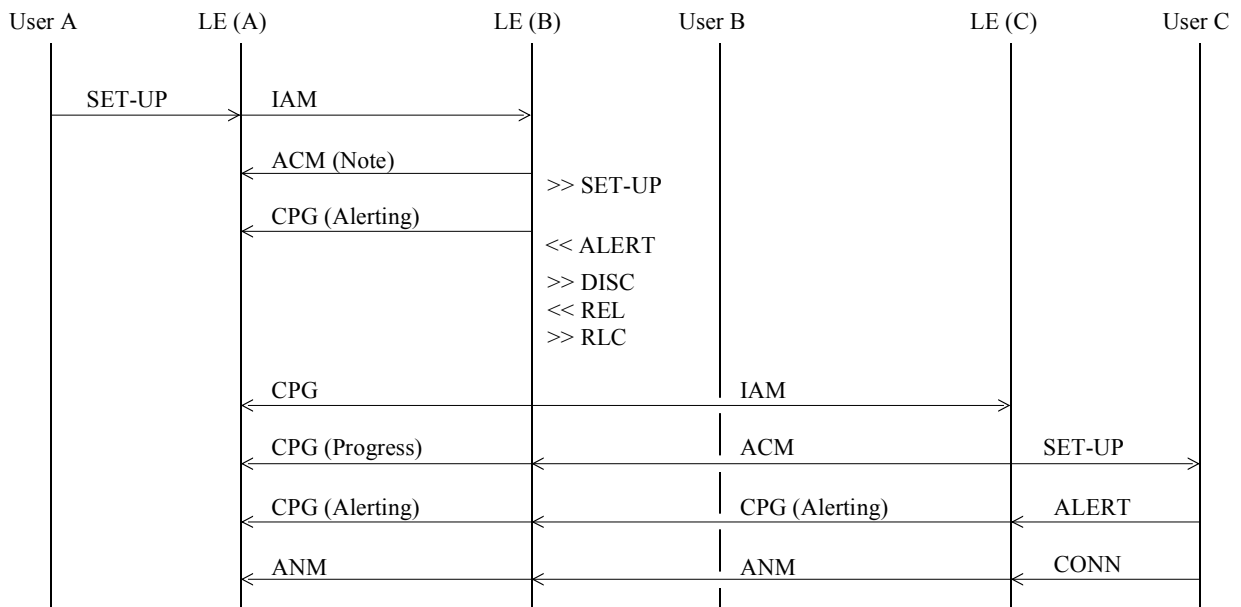 User A LE (A) LE (B) User B LE (C) User C
SET-UP IAM
ACM (Note)
>> SET-UP
CPG (Alerting)
<< ALERT
>> DISC
<< REL
>> RLC
CPG IAM
CPG (Progress) ACM SET-UP
CPG (Alerting) CPG (Alerting) ALERT
ANM ANM CONN